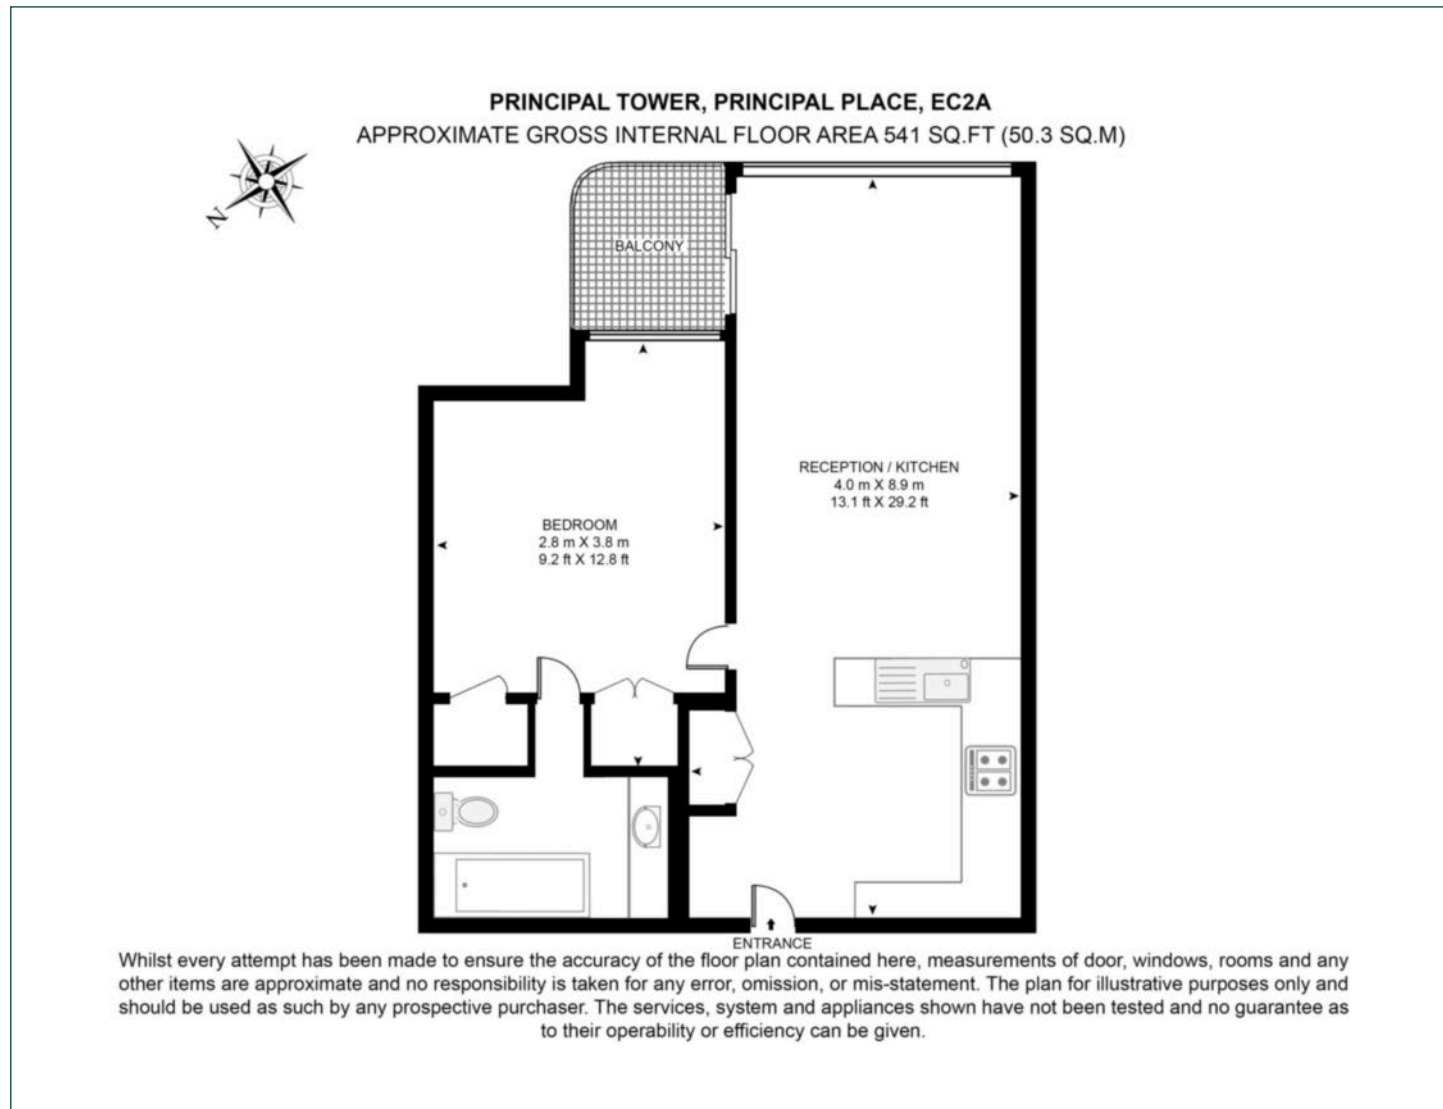 PRINCIPAL TOWER, PRINCIPAL PLACE, EC2A
APPROXIMATE GROSS INTERNAL FLOOR AREA 541 SQ.FT (50.3 SQ.M)
N
BALCONY
RECEPTION / KITCHEN
4.0 m X 8.9 m
13.1 ft X 29.2 ft
BEDROOM
2.8 m X 3.8 m
9.2 ft X 12.8 ft
ENTRANCE
Whilst every attempt has been made to ensure the accuracy of the floor plan contained here, measurements of door, windows, rooms and any
other items are approximate and no responsibility is taken for any error, omission, or mis-statement. The plan for illustrative purposes only and
should be used as such by any prospective purchaser. The services, system and appliances shown have not been tested and no guarantee as
to their operability or efficiency can be given.